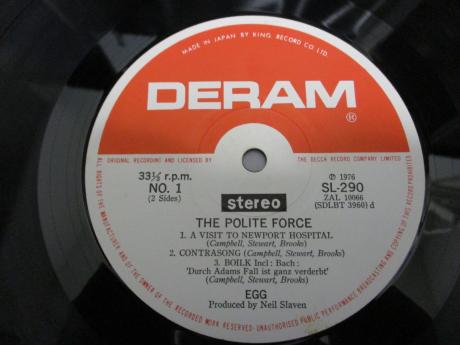 MADE IN JAPAN BY KING RECORD CO. LTD.
DERAM
®
ORIGINAL RECORDING AND LICENSED BY THE DECCA RECORD COMPANY LIMITED
33⅓ r.p.m.
NO. 1
(2 Sides)
stereo
℗ 1976
SL-290
ZAL 10066
(SDLBT 3960) d
THE POLITE FORCE
1. A VISIT TO NEWPORT HOSPITAL
(Campbell, Stewart, Brooks)
2. CONTRASONG (Campbell, Stewart, Brooks)
3. BOILK Incl: Bach:
'Durch Adams Fall ist ganz verderbt'
(Campbell, Stewart, Brooks)
EGG
Produced by Neil Slaven
ALL RIGHTS OF THE MANUFACTURER AND OF THE OWNER OF THE RECORDED WORK RESERVED·UNAUTHORISED PUBLIC PERFORMANCE BROADCASTING AND COPYING OF THIS RECORD PROHIBITED